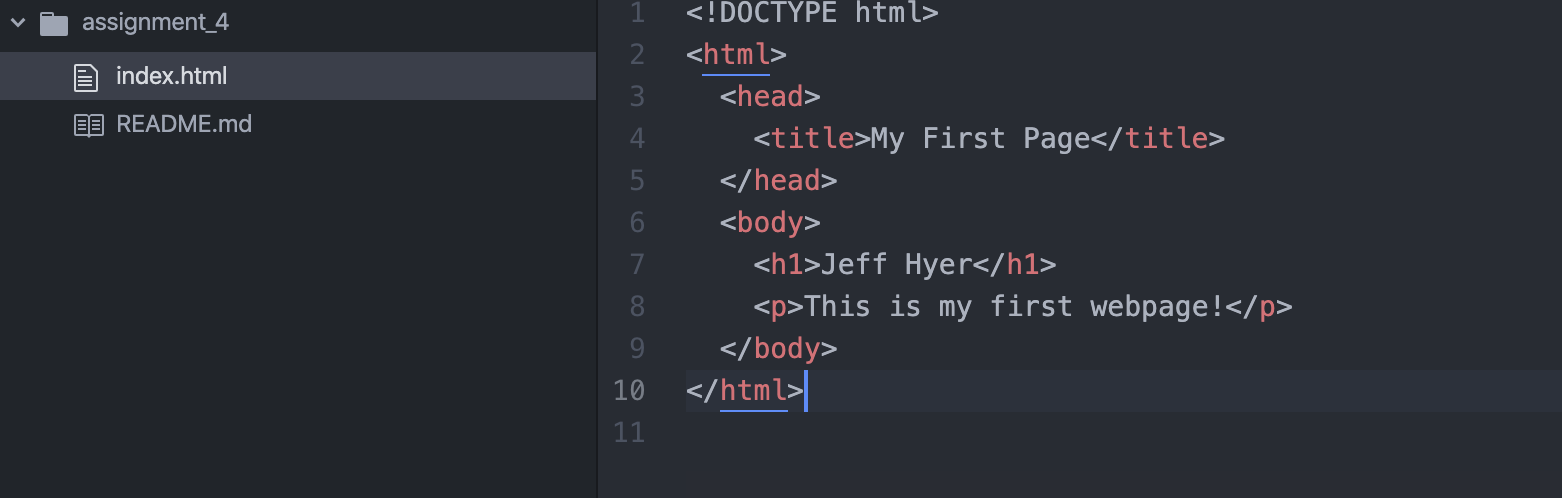 assignment_4
index.html
README.md
1 <!DOCTYPE html>
2 <html>
3   <head>
4     <title>My First Page</title>
5   </head>
6   <body>
7     <h1>Jeff Hyer</h1>
8     <p>This is my first webpage!</p>
9   </body>
10 </html>
11